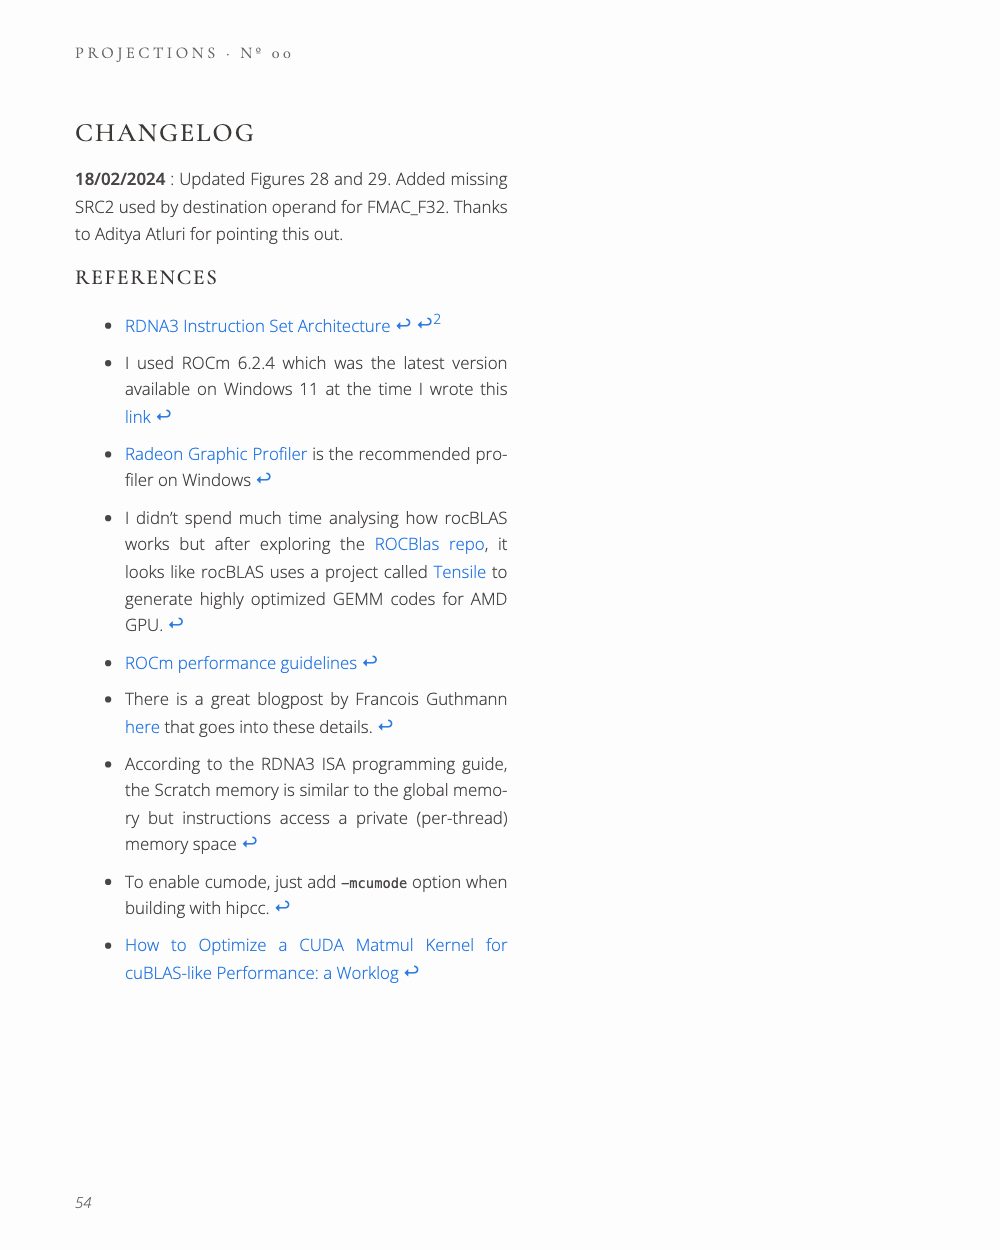 PROJECTIONS · Nº 00
CHANGELOG
18/02/2024 : Updated Figures 28 and 29. Added missing
SRC2 used by destination operand for FMAC_F32. Thanks
to Aditya Atluri for pointing this out.
REFERENCES
• RDNA3 Instruction Set Architecture ↩ ↩2
• I used ROCm 6.2.4 which was the latest version
available on Windows 11 at the time I wrote this
link ↩
• Radeon Graphic Profiler is the recommended pro-
filer on Windows ↩
• I didn’t spend much time analysing how rocBLAS
works but after exploring the ROCBlas repo, it
looks like rocBLAS uses a project called Tensile to
generate highly optimized GEMM codes for AMD
GPU. ↩
• ROCm performance guidelines ↩
• There is a great blogpost by Francois Guthmann
here that goes into these details. ↩
• According to the RDNA3 ISA programming guide,
the Scratch memory is similar to the global memo-
ry but instructions access a private (per-thread)
memory space ↩
• To enable cumode, just add –mcumode option when
building with hipcc. ↩
• How to Optimize a CUDA Matmul Kernel for
cuBLAS-like Performance: a Worklog ↩
54